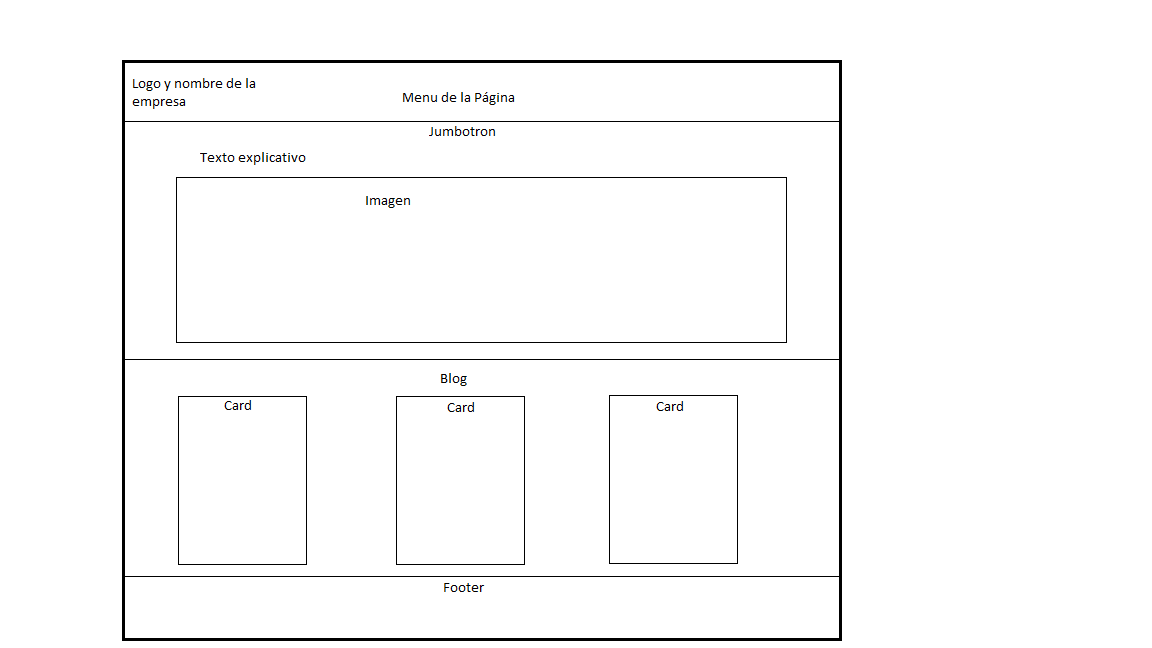 Logo y nombre de la
empresa
Menu de la Página
Jumbotron
Texto explicativo
Imagen
Blog
Card
Card
Card
Footer